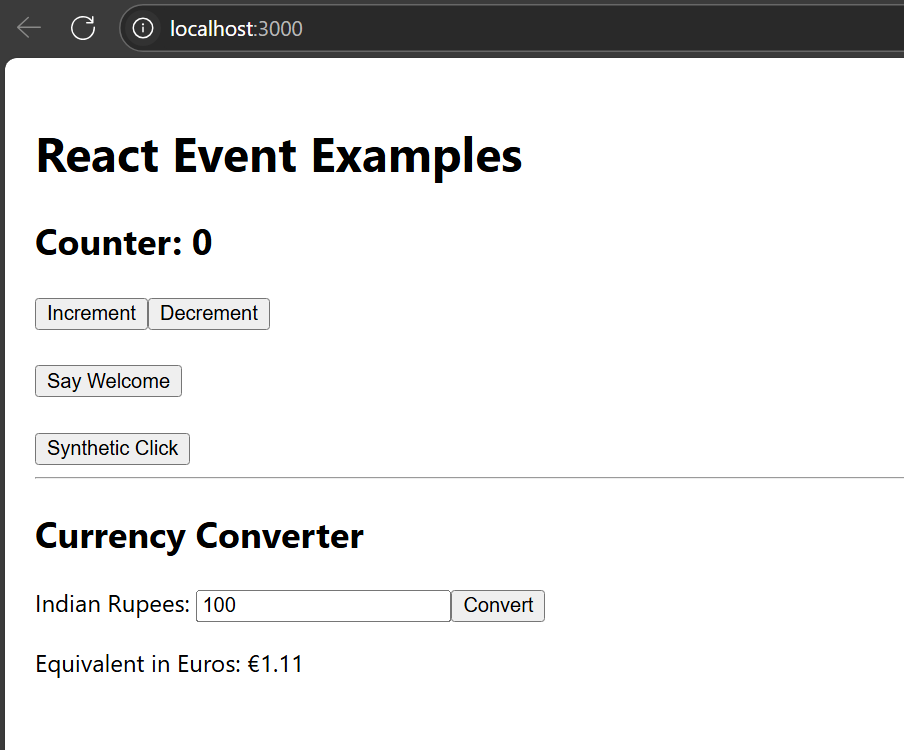 localhost:3000
React Event Examples
Counter: 0
Increment Decrement
Say Welcome
Synthetic Click
Currency Converter
Indian Rupees: 100 Convert
Equivalent in Euros: €1.11